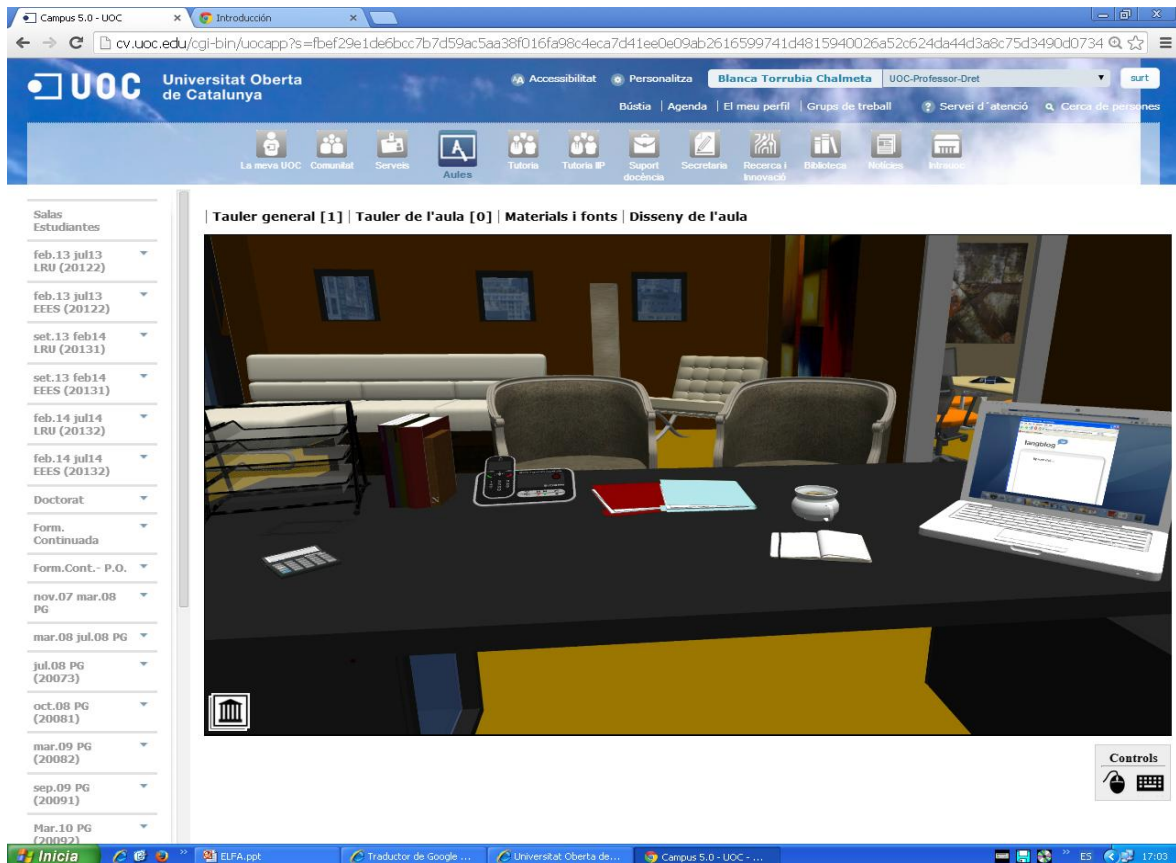 Campus 5.0 - UOC
Introducción
cv.uoc.edu/cgi-bin/uocapp?s=fbef29e1de6bcc7b7d59ac5aa38f016fa98c4eca7d41ee0e09ab2616599741d4815940026a52c624da44d3a8c75d3490d0734
UOC
Universitat Oberta
de Catalunya
Accessibilitat
Personalitza
Blanca Torrubia Chalmeta
UOC-Professor-Dret
surt
Bústia | Agenda | El meu perfil | Grups de treball
Servei d´atenció
Cerca de persones
La meva UOC
Comunitat
Serveis
Aules
Tutoria
Tutoria IIP
Suport
docència
Secretaria
Recerca i
Innovació
Biblioteca
Notícies
Intrauoc
| Tauler general [1] | Tauler de l'aula [0] | Materials i fonts | Disseny de l'aula
Salas
Estudiantes
feb.13 jul13
LRU (20122)
feb.13 jul13
EEES (20122)
set.13 feb14
LRU (20131)
set.13 feb14
EEES (20131)
feb.14 jul14
LRU (20132)
feb.14 jul14
EEES (20132)
Doctorat
Form.
Continuada
Form.Cont.- P.O.
nov.07 mar.08
PG
mar.08 jul.08 PG
jul.08 PG
(20073)
oct.08 PG
(20081)
mar.09 PG
(20082)
sep.09 PG
(20091)
Mar.10 PG
(20092)
langblog
Controls
Inicia
ELFA.ppt
Traductor de Google ...
Universitat Oberta de...
Campus 5.0 - UOC - ...
ES
17:03